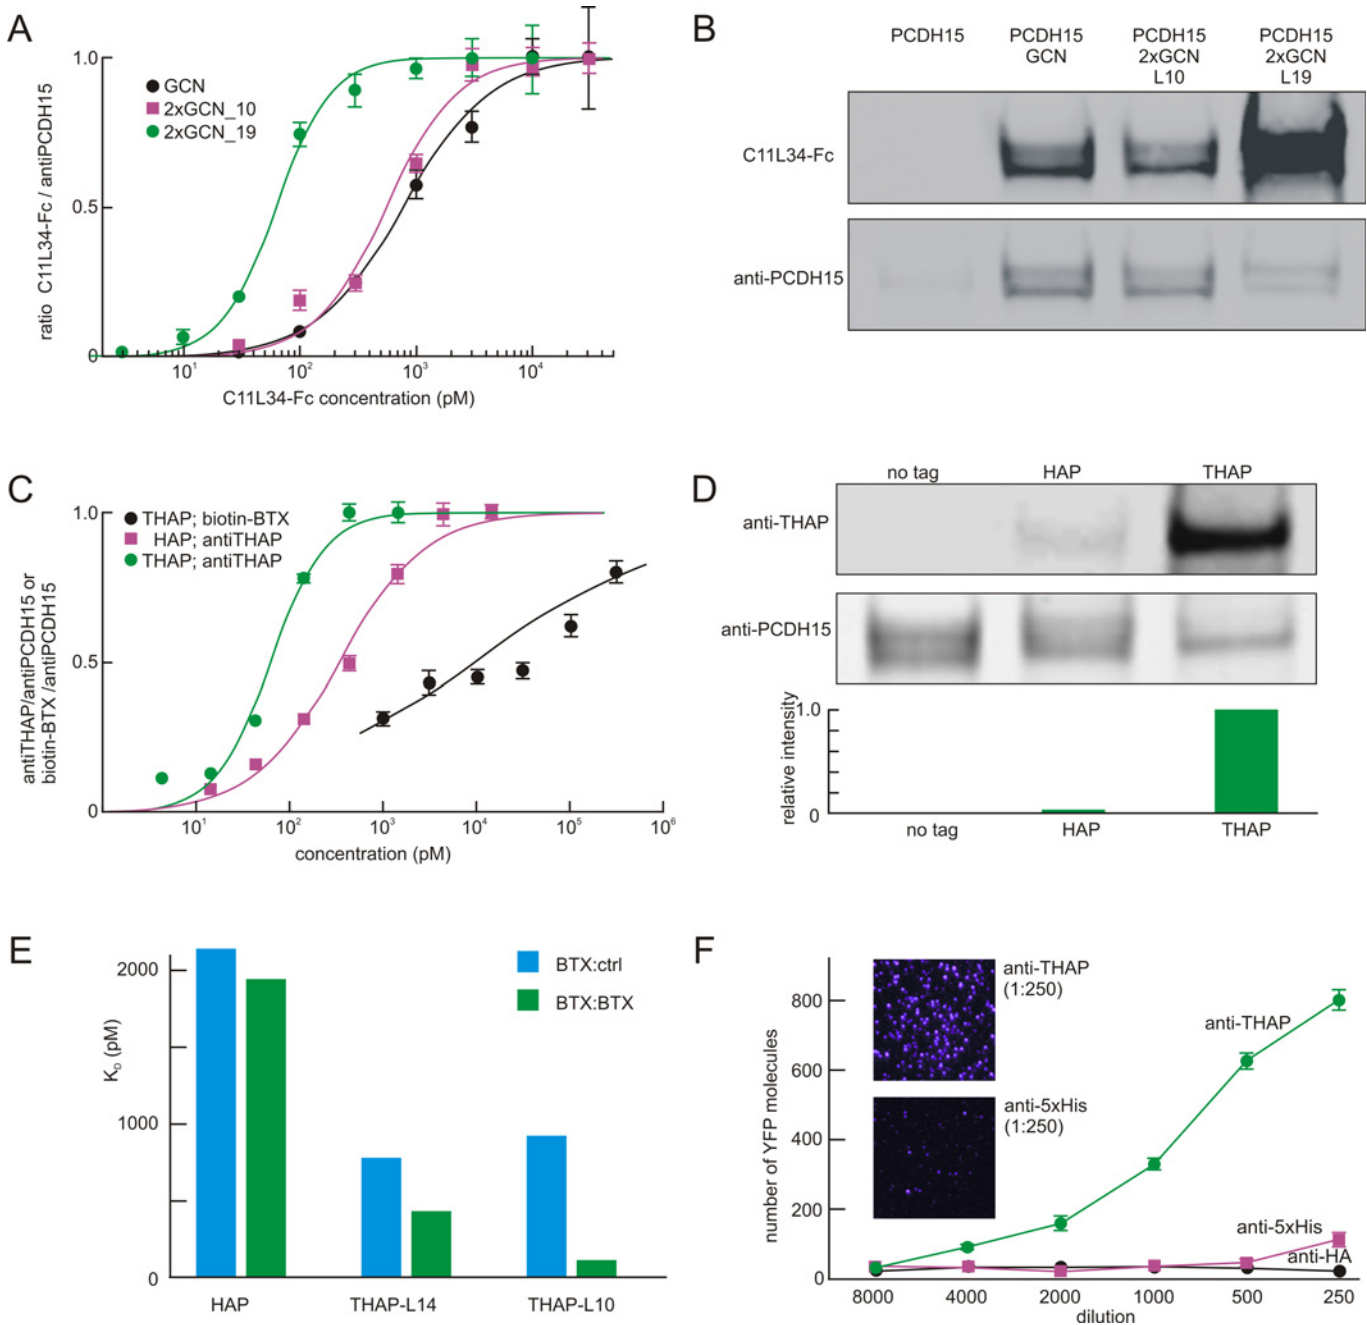 A
1.0
0.5
0
GCN
2xGCN_10
2xGCN_19
ratio C11L34-Fc / antiPCDH15
10¹ 10² 10³ 10⁴
C11L34-Fc concentration (pM)
B
PCDH15
PCDH15
GCN
PCDH15
2xGCN
L10
PCDH15
2xGCN
L19
C11L34-Fc
anti-PCDH15
C
1.0
0.5
0
THAP; biotin-BTX
HAP; antiTHAP
THAP; antiTHAP
antiTHAP/antiPCDH15 or
biotin-BTX /antiPCDH15
10¹ 10² 10³ 10⁴ 10⁵ 10⁶
concentration (pM)
D
no tag HAP THAP
anti-THAP
anti-PCDH15
relative intensity
1.0
0
no tag HAP THAP
E
2000
1000
0
K_D (pM)
BTX:ctrl
BTX:BTX
HAP THAP-L14 THAP-L10
F
number of YFP molecules
800
600
400
200
0
anti-THAP
(1:250)
anti-5xHis
(1:250)
anti-THAP
anti-5xHis
anti-HA
8000 4000 2000 1000 500 250
dilution